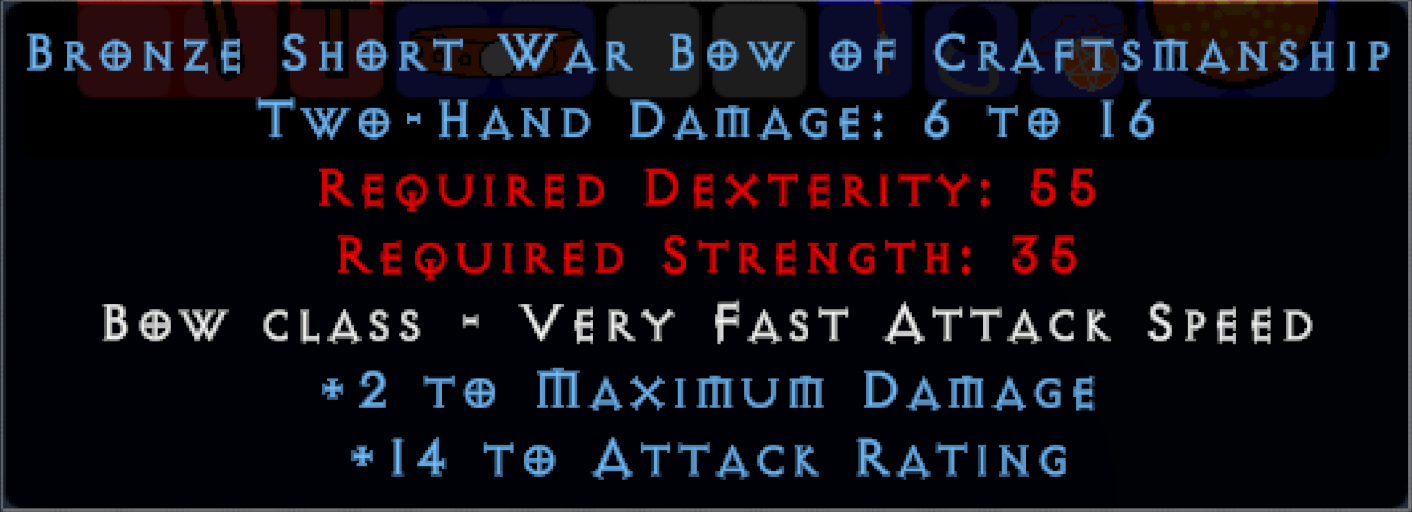 Bronze Short War Bow of Craftsmanship
Two-Hand Damage: 6 to 16
Required Dexterity: 55
Required Strength: 35
Bow class - Very Fast Attack Speed
+2 to Maximum Damage
+14 to Attack Rating